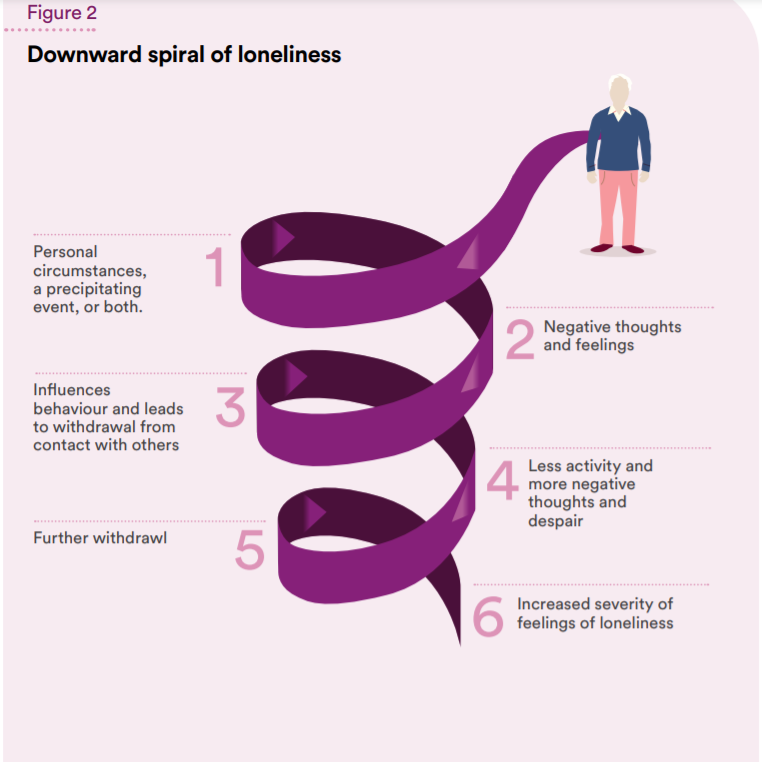 Figure 2
Downward spiral of loneliness
1
Personal
circumstances,
a precipitating
event, or both.
2
Negative thoughts
and feelings
3
Influences
behaviour and leads
to withdrawal from
contact with others
4
Less activity and
more negative
thoughts and
despair
5
Further withdrawl
6
Increased severity of
feelings of loneliness